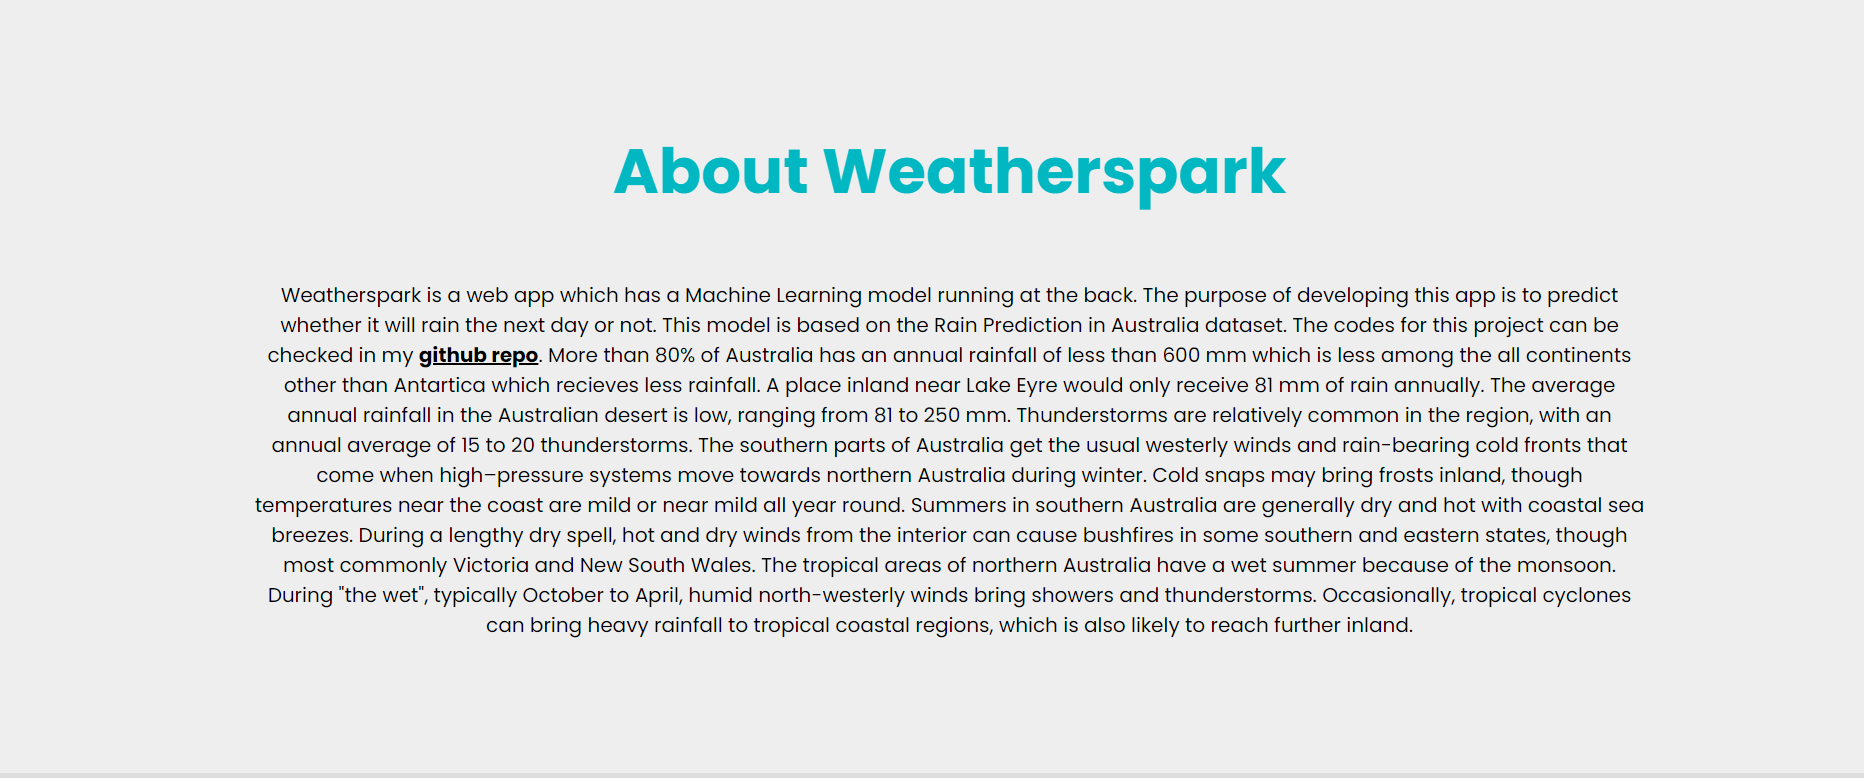 About Weatherspark
Weatherspark is a web app which has a Machine Learning model running at the back. The purpose of developing this app is to predict
whether it will rain the next day or not. This model is based on the Rain Prediction in Australia dataset. The codes for this project can be
checked in my github repo. More than 80% of Australia has an annual rainfall of less than 600 mm which is less among the all continents
other than Antartica which recieves less rainfall. A place inland near Lake Eyre would only receive 81 mm of rain annually. The average
annual rainfall in the Australian desert is low, ranging from 81 to 250 mm. Thunderstorms are relatively common in the region, with an
annual average of 15 to 20 thunderstorms. The southern parts of Australia get the usual westerly winds and rain-bearing cold fronts that
come when high–pressure systems move towards northern Australia during winter. Cold snaps may bring frosts inland, though
temperatures near the coast are mild or near mild all year round. Summers in southern Australia are generally dry and hot with coastal sea
breezes. During a lengthy dry spell, hot and dry winds from the interior can cause bushfires in some southern and eastern states, though
most commonly Victoria and New South Wales. The tropical areas of northern Australia have a wet summer because of the monsoon.
During "the wet", typically October to April, humid north-westerly winds bring showers and thunderstorms. Occasionally, tropical cyclones
can bring heavy rainfall to tropical coastal regions, which is also likely to reach further inland.